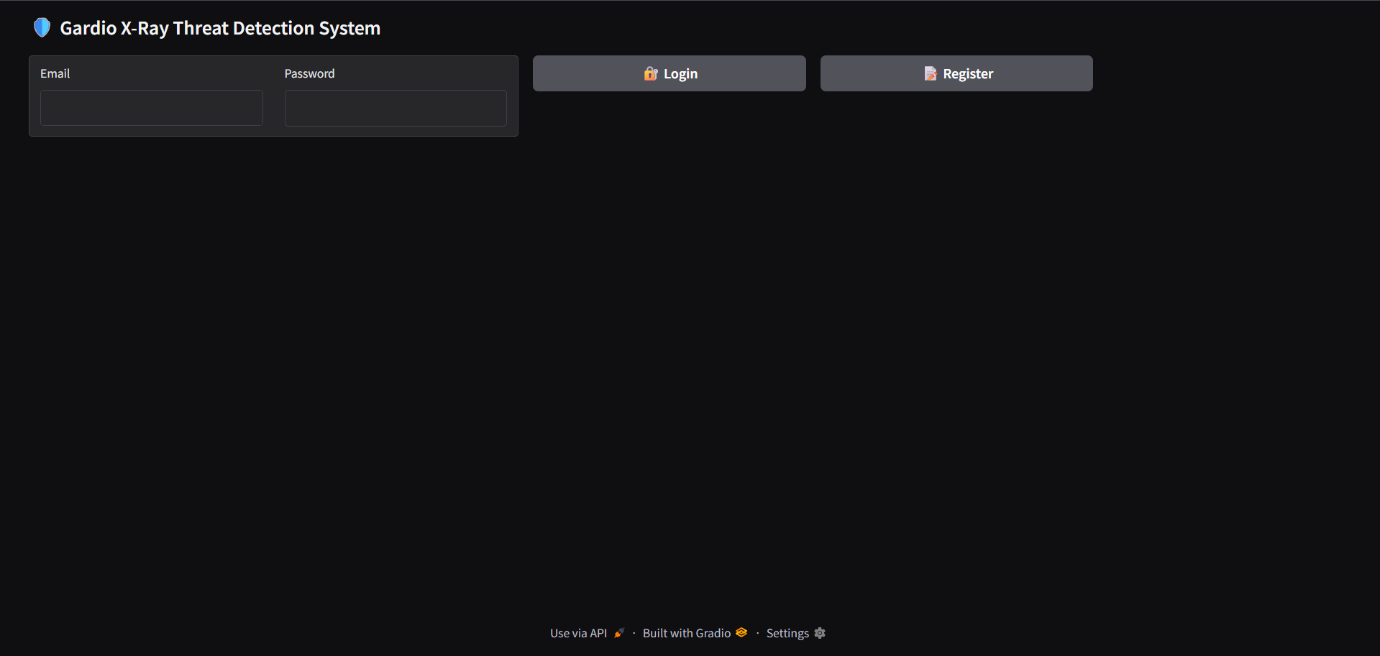 Gardio X-Ray Threat Detection System
Email Password
🔐 Login 📝 Register
Use via API · Built with Gradio · Settings